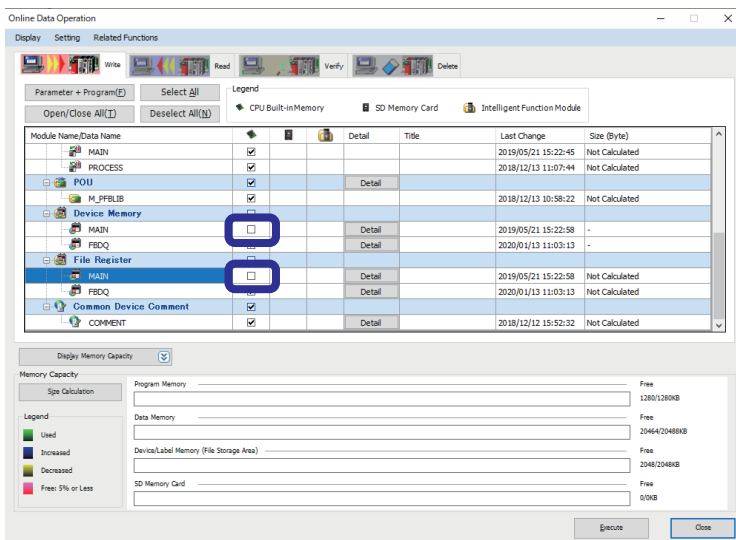 Online Data Operation
Display Setting Related Functions
Write Read Verify Delete
Parameter + Program(F) Select All
Legend
CPU Built-in Memory SD Memory Card Intelligent Function Module
Open/Close All(T) Deselect All(N)
Module Name/Data Name Detail Title Last Change Size (Byte)
MAIN 2019/05/21 15:22:45 Not Calculated
PROCESS 2018/12/13 11:07:44 Not Calculated
POU Detail
M_PFBLIB 2018/12/13 10:58:22 Not Calculated
Device Memory
MAIN Detail 2019/05/21 15:22:58 -
FBDQ Detail 2020/01/13 11:03:13 -
File Register
MAIN Detail 2019/05/21 15:22:58 Not Calculated
FBDQ Detail 2020/01/13 11:03:13 Not Calculated
Common Device Comment
COMMENT Detail 2018/12/12 15:52:32 Not Calculated
Display Memory Capacity
Memory Capacity
Size Calculation
Program Memory Free
1280/1280KB
Legend
Used
Increased
Decreased
Free: 5% or Less
Data Memory Free
20464/20488KB
Device/Label Memory (File Storage Area) Free
2048/2048KB
SD Memory Card Free
0/0KB
Execute Close